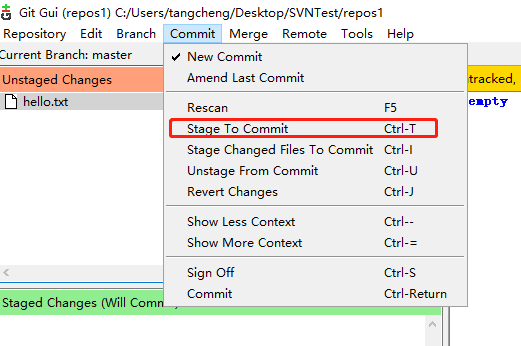 Git Gui (repos1) C:/Users/tangcheng/Desktop/SVNTest/repos1
Repository Edit Branch Commit Merge Remote Tools Help
Current Branch: master
✓ New Commit
Amend Last Commit
Unstaged Changes
tracked,
hello.txt
empty
Rescan F5
Stage To Commit Ctrl-T
Stage Changed Files To Commit Ctrl-I
Unstage From Commit Ctrl-U
Revert Changes Ctrl-J
Show Less Context Ctrl--
Show More Context Ctrl-=
Sign Off Ctrl-S
Commit Ctrl-Return
Staged Changes (Will Comm